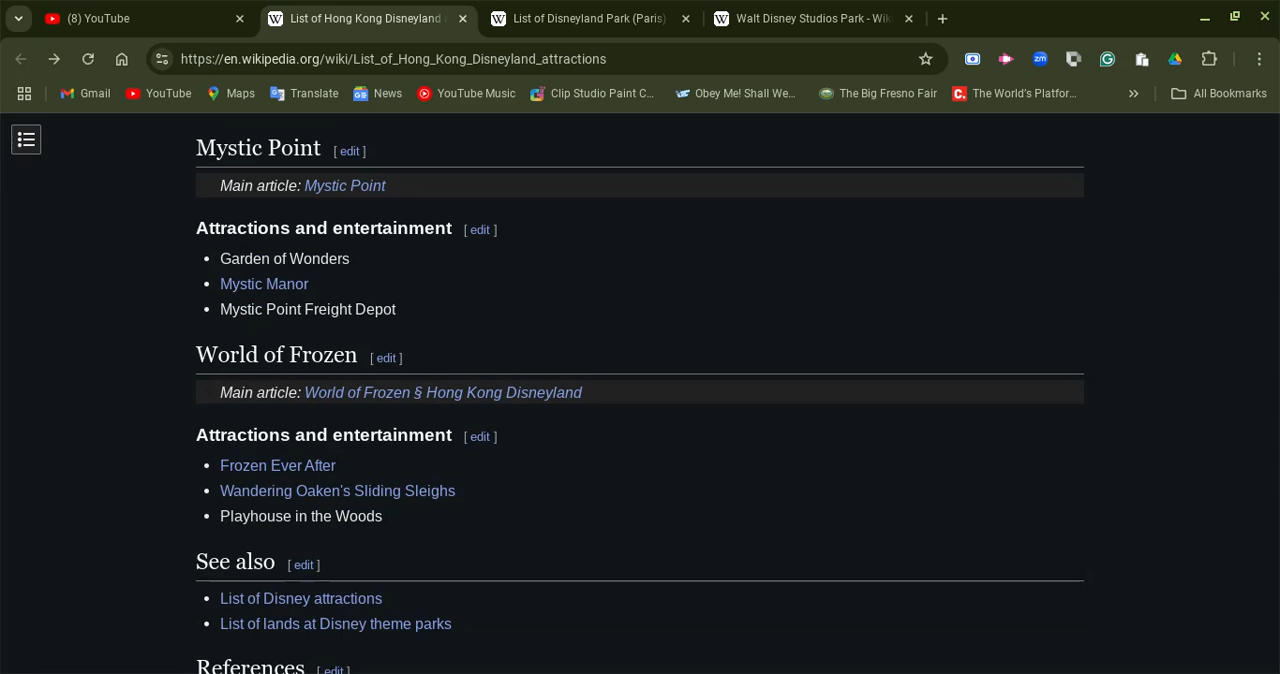 (8) YouTube
List of Hong Kong Disneyland
List of Disneyland Park (Paris)
Walt Disney Studios Park - Wik
https://en.wikipedia.org/wiki/List_of_Hong_Kong_Disneyland_attractions
Gmail
YouTube
Maps
Translate
News
YouTube Music
Clip Studio Paint C...
Obey Me! Shall We...
The Big Fresno Fair
The World's Platfor...
All Bookmarks
Mystic Point [ edit ]
Main article: Mystic Point
Attractions and entertainment [ edit ]
• Garden of Wonders
• Mystic Manor
• Mystic Point Freight Depot
World of Frozen [ edit ]
Main article: World of Frozen § Hong Kong Disneyland
Attractions and entertainment [ edit ]
• Frozen Ever After
• Wandering Oaken's Sliding Sleighs
• Playhouse in the Woods
See also [ edit ]
• List of Disney attractions
• List of lands at Disney theme parks
References [ edit ]